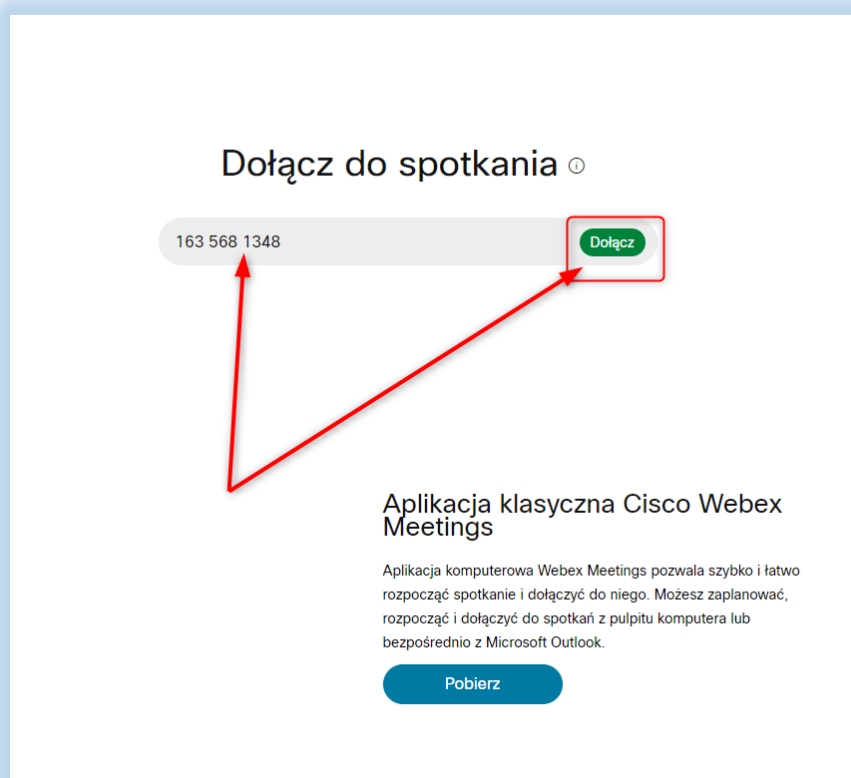 Dołącz do spotkania
163 568 1348
Dołącz
Aplikacja klasyczna Cisco Webex
Meetings
Aplikacja komputerowa Webex Meetings pozwala szybko i łatwo
rozpocząć spotkanie i dołączyć do niego. Możesz zaplanować,
rozpocząć i dołączyć do spotkań z pulpitu komputera lub
bezpośrednio z Microsoft Outlook.
Pobierz